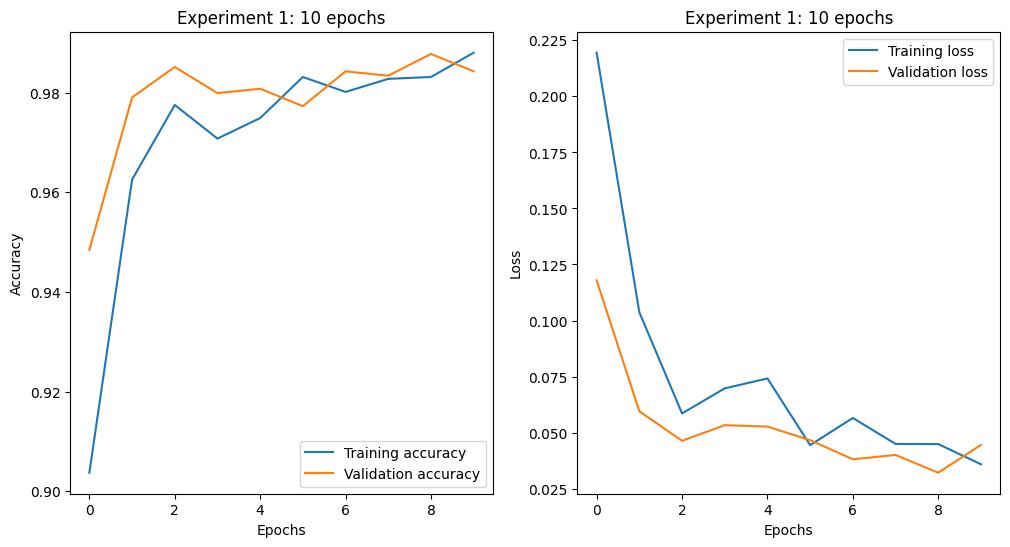 Experiment 1: 10 epochs
Accuracy
0.98
0.96
0.94
0.92
0.90
0
2
4
6
8
Epochs
Training accuracy
Validation accuracy
Experiment 1: 10 epochs
Loss
0.225
0.200
0.175
0.150
0.125
0.100
0.075
0.050
0.025
0
2
4
6
8
Epochs
Training loss
Validation loss